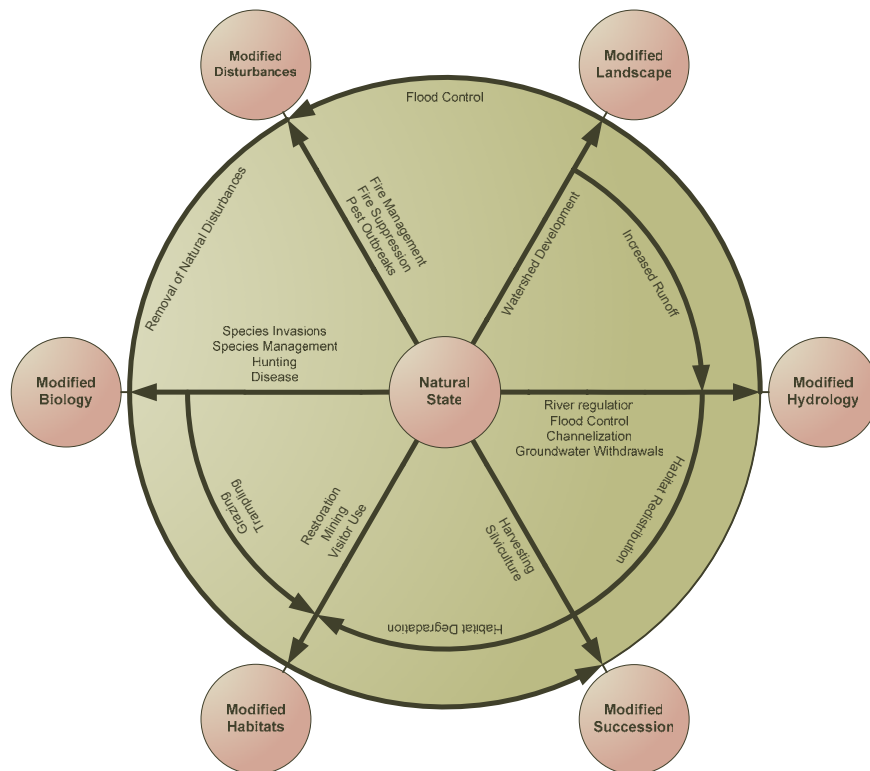 Modified
Disturbances
Modified
Landscape
Flood Control
Removal of Natural Disturbances
Fire Management
Fire Suppression
Pest Outbreaks
Watershed Development
Increased Runoff
Species Invasions
Species Management
Hunting
Disease
Modified
Biology
Natural
State
Modified
Hydrology
River regulation
Flood Control
Channelization
Groundwater Withdrawals
Habitat Redistribution
Grazing
Trampling
Restoration
Mining
Visitor Use
Harvesting
Silviculture
Habitat Degradation
Modified
Habitats
Modified
Succession